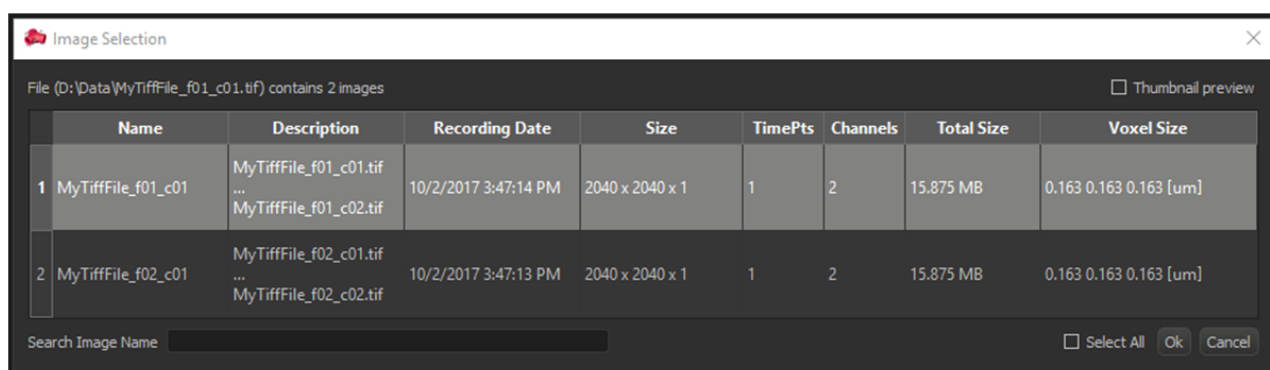 Image Selection
File (D:\Data\MyTiffFile_f01_c01.tif) contains 2 images
Thumbnail preview
Name Description Recording Date Size TimePts Channels Total Size Voxel Size
1 MyTiffFile_f01_c01 MyTiffFile_f01_c01.tif
...
MyTiffFile_f01_c02.tif 10/2/2017 3:47:14 PM 2040 x 2040 x 1 1 2 15.875 MB 0.163 0.163 0.163 [um]
2 MyTiffFile_f02_c01 MyTiffFile_f02_c01.tif
...
MyTiffFile_f02_c02.tif 10/2/2017 3:47:13 PM 2040 x 2040 x 1 1 2 15.875 MB 0.163 0.163 0.163 [um]
Search Image Name
Select All Ok Cancel